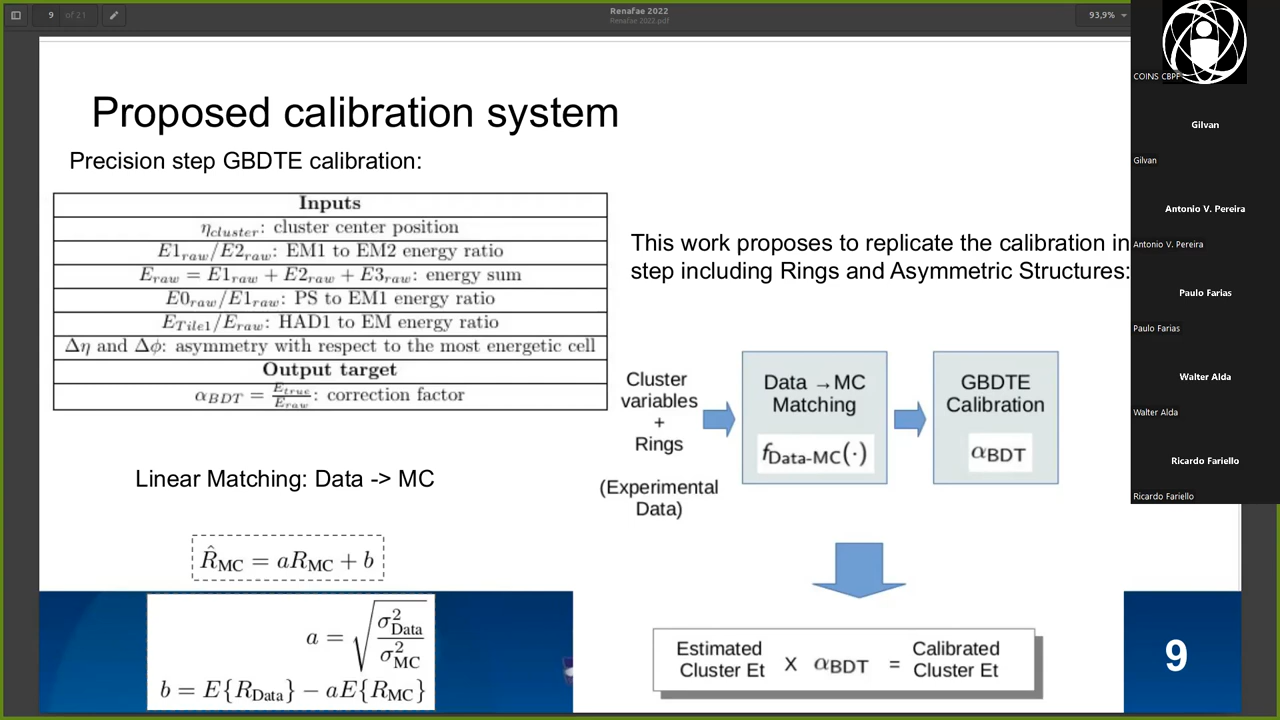 9 of 21
Renafae 2022
Renafae 2022.pdf
93,9%
Proposed calibration system
Precision step GBDTE calibration:
Inputs
η_cluster: cluster center position
E1_raw/E2_raw: EM1 to EM2 energy ratio
E_raw = E1_raw + E2_raw + E3_raw: energy sum
E0_raw/E1_raw: PS to EM1 energy ratio
E_Tile1/E_raw: HAD1 to EM energy ratio
Δη and Δϕ: asymmetry with respect to the most energetic cell
Output target
α_BDT = E_true/E_raw: correction factor
Linear Matching: Data -> MC
R̂_MC = aR_MC + b
a = √(σ²_Data/σ²_MC)
b = E{R_Data} − aE{R_MC}
This work proposes to replicate the calibration in
step including Rings and Asymmetric Structures:
Cluster
variables
+
Rings
(Experimental
Data)
Data →MC
Matching
f_Data-MC(·)
GBDTE
Calibration
α_BDT
Estimated
Cluster Et
X α_BDT =
Calibrated
Cluster Et
9
COINS CBPF
Gilvan
Gilvan
Antonio V. Pereira
Antonio V. Pereira
Paulo Farias
Paulo Farias
Walter Alda
Walter Alda
Ricardo Fariello
Ricardo Fariello